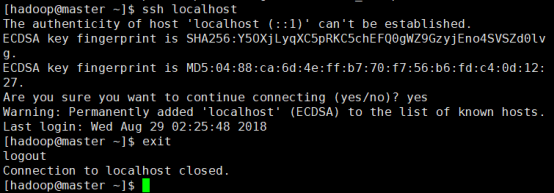 [hadoop@master ~]$ ssh localhost
The authenticity of host 'localhost (::1)' can't be established.
ECDSA key fingerprint is SHA256:Y5OXjLyqXC5pRKC5chEFQ0gWZ9GzyjEno4SVSZd0lv
g.
ECDSA key fingerprint is MD5:04:88:ca:6d:4e:ff:b7:70:f7:56:b6:fd:c4:0d:12:
27.
Are you sure you want to continue connecting (yes/no)? yes
Warning: Permanently added 'localhost' (ECDSA) to the list of known hosts.
Last login: Wed Aug 29 02:25:48 2018
[hadoop@master ~]$ exit
logout
Connection to localhost closed.
[hadoop@master ~]$